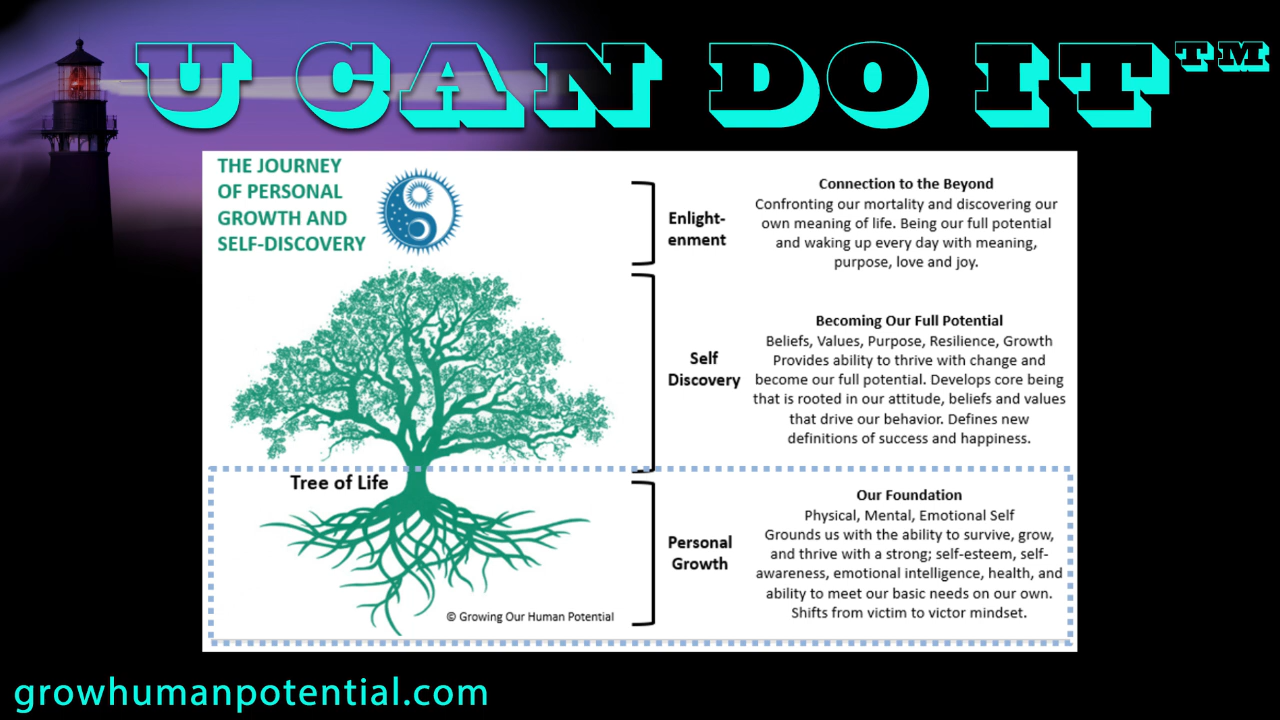 U CAN DO IT™
THE JOURNEY
OF PERSONAL
GROWTH AND
SELF-DISCOVERY
Enlight-
enment
Connection to the Beyond
Confronting our mortality and discovering our
own meaning of life. Being our full potential
and waking up every day with meaning,
purpose, love and joy.
Self
Discovery
Becoming Our Full Potential
Beliefs, Values, Purpose, Resilience, Growth
Provides ability to thrive with change and
become our full potential. Develops core being
that is rooted in our attitude, beliefs and values
that drive our behavior. Defines new
definitions of success and happiness.
Tree of Life
Personal
Growth
Our Foundation
Physical, Mental, Emotional Self
Grounds us with the ability to survive, grow,
and thrive with a strong; self-esteem, self-
awareness, emotional intelligence, health, and
ability to meet our basic needs on our own.
Shifts from victim to victor mindset.
© Growing Our Human Potential
growhumanpotential.com